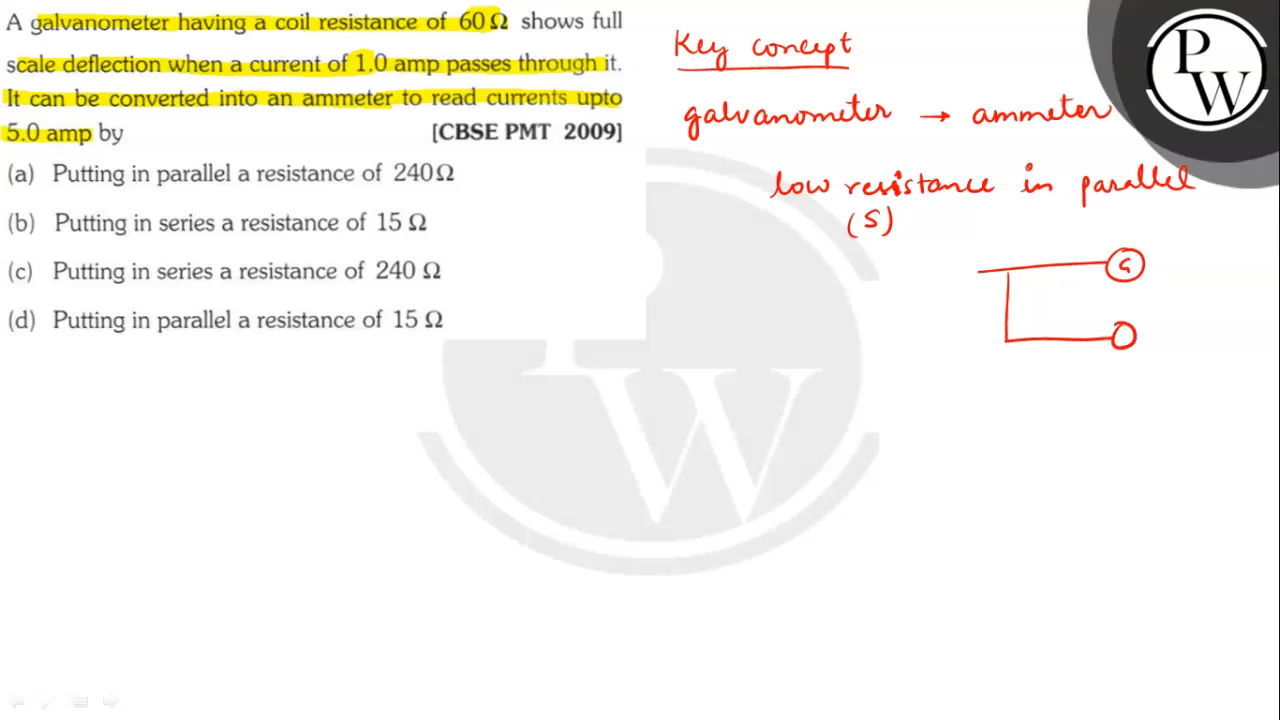 A galvanometer having a coil resistance of 60 Ω shows full
scale deflection when a current of 1.0 amp passes through it.
It can be converted into an ammeter to read currents upto
5.0 amp by [CBSE PMT 2009]
(a) Putting in parallel a resistance of 240Ω
(b) Putting in series a resistance of 15 Ω
(c) Putting in series a resistance of 240 Ω
(d) Putting in parallel a resistance of 15 Ω
Key concept
galvanometer → ammeter
low resistance in parallel
(S)
G
P
W
W